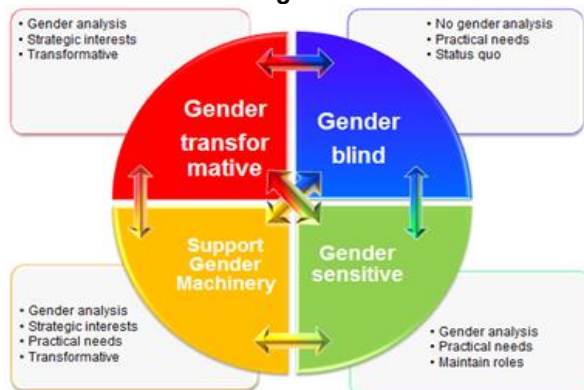 • Gender analysis
• Strategic interests
• Transformative
• No gender analysis
• Practical needs
• Status quo
Gender
transfor
mative
Gender
blind
Support
Gender
Machinery
Gender
sensitive
• Gender analysis
• Strategic interests
• Practical needs
• Transformative
• Gender analysis
• Practical needs
• Maintain roles